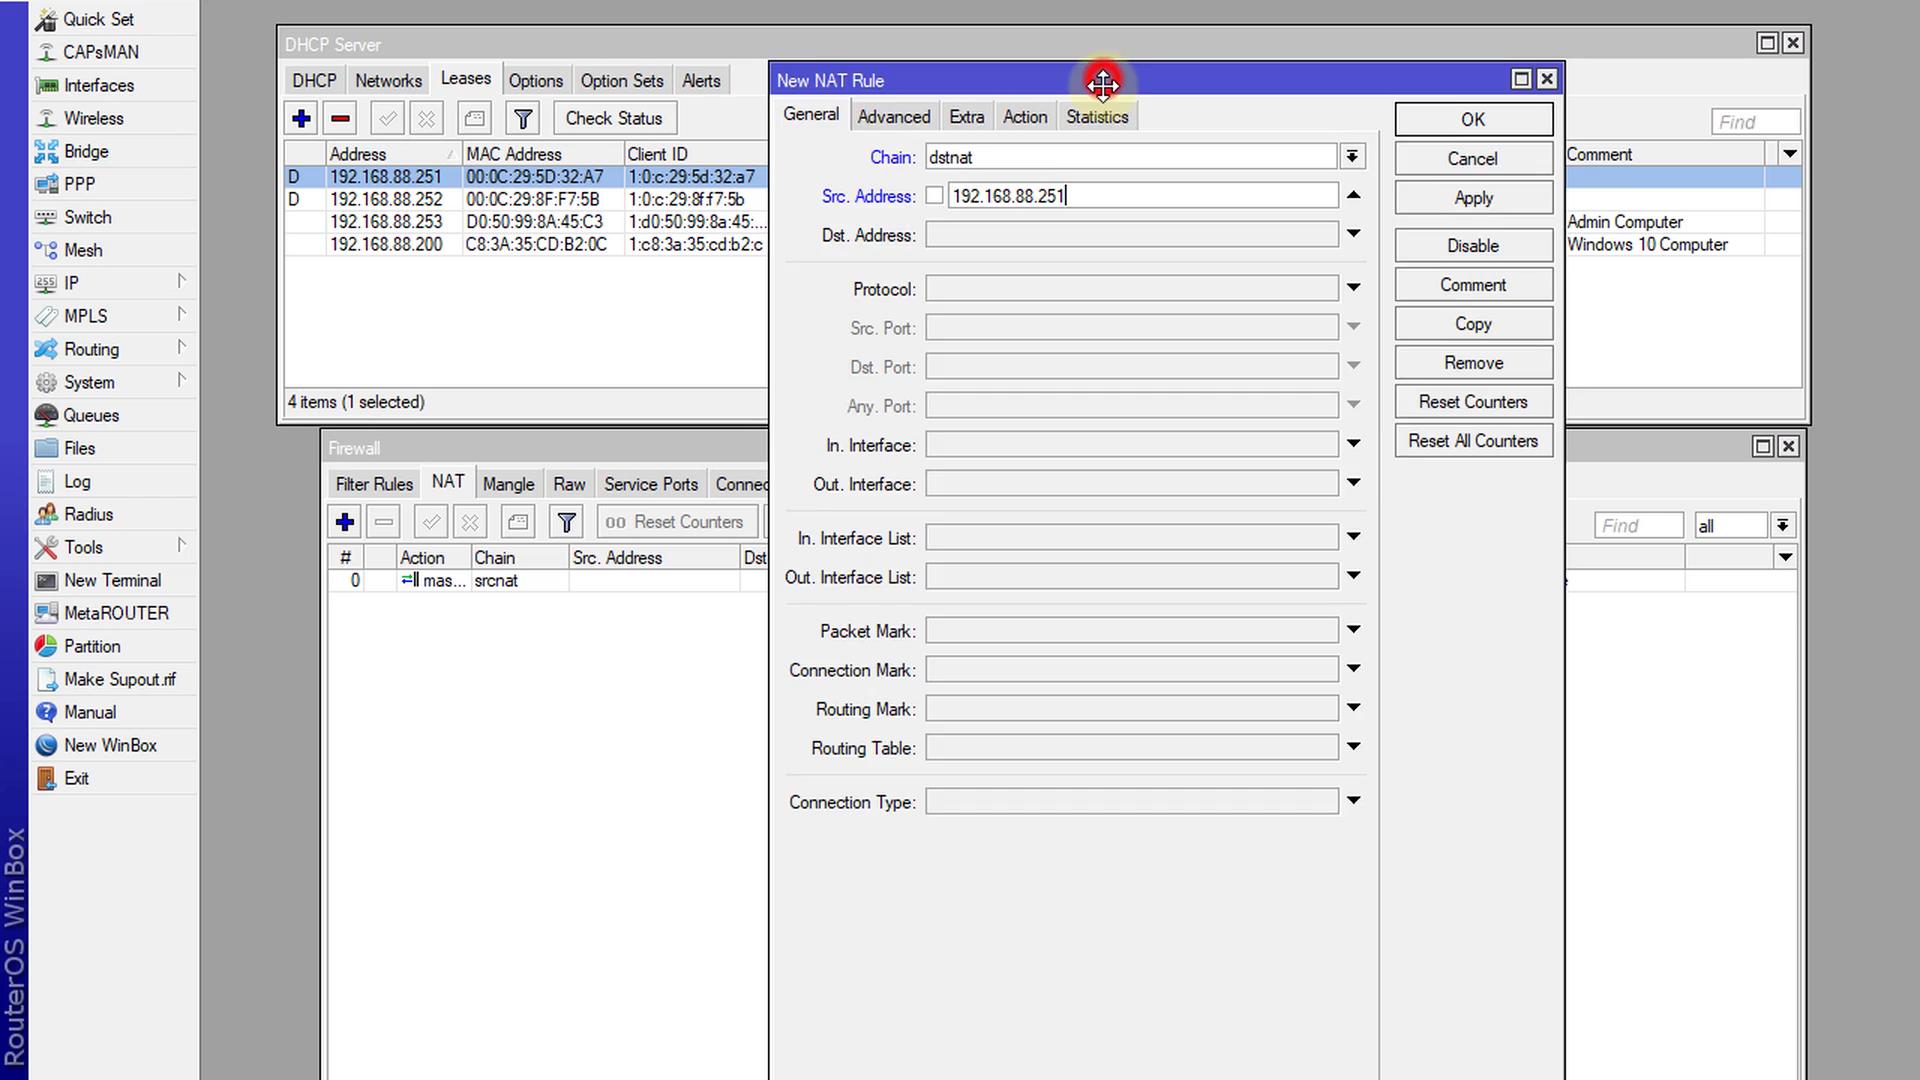 Quick Set
CAPsMAN
Interfaces
Wireless
Bridge
PPP
Switch
Mesh
IP
MPLS
Routing
System
Queues
Files
Log
Radius
Tools
New Terminal
MetaROUTER
Partition
Make Supout.rif
Manual
New WinBox
Exit
RouterOS WinBox
DHCP Server
DHCP Networks Leases Options Option Sets Alerts
Check Status
Find
Address MAC Address Client ID Comment
D 192.168.88.251 00:0C:29:5D:32:A7 1:0:c:29:5d:32:a7
D 192.168.88.252 00:0C:29:8F:F7:5B 1:0:c:29:8f:f7:5b
192.168.88.253 D0:50:99:8A:45:C3 1:d0:50:99:8a:45:... Admin Computer
192.168.88.200 C8:3A:35:CD:B2:0C 1:c8:3a:35:cd:b2:c Windows 10 Computer
4 items (1 selected)
Firewall
Filter Rules NAT Mangle Raw Service Ports Connec
00 Reset Counters
Find all
# Action Chain Src. Address Dst
0 mas... srcnat
New NAT Rule
General Advanced Extra Action Statistics
Chain: dstnat
Src. Address: 192.168.88.251
Dst. Address:
Protocol:
Src. Port:
Dst. Port:
Any. Port:
In. Interface:
Out. Interface:
In. Interface List:
Out. Interface List:
Packet Mark:
Connection Mark:
Routing Mark:
Routing Table:
Connection Type:
OK
Cancel
Apply
Disable
Comment
Copy
Remove
Reset Counters
Reset All Counters